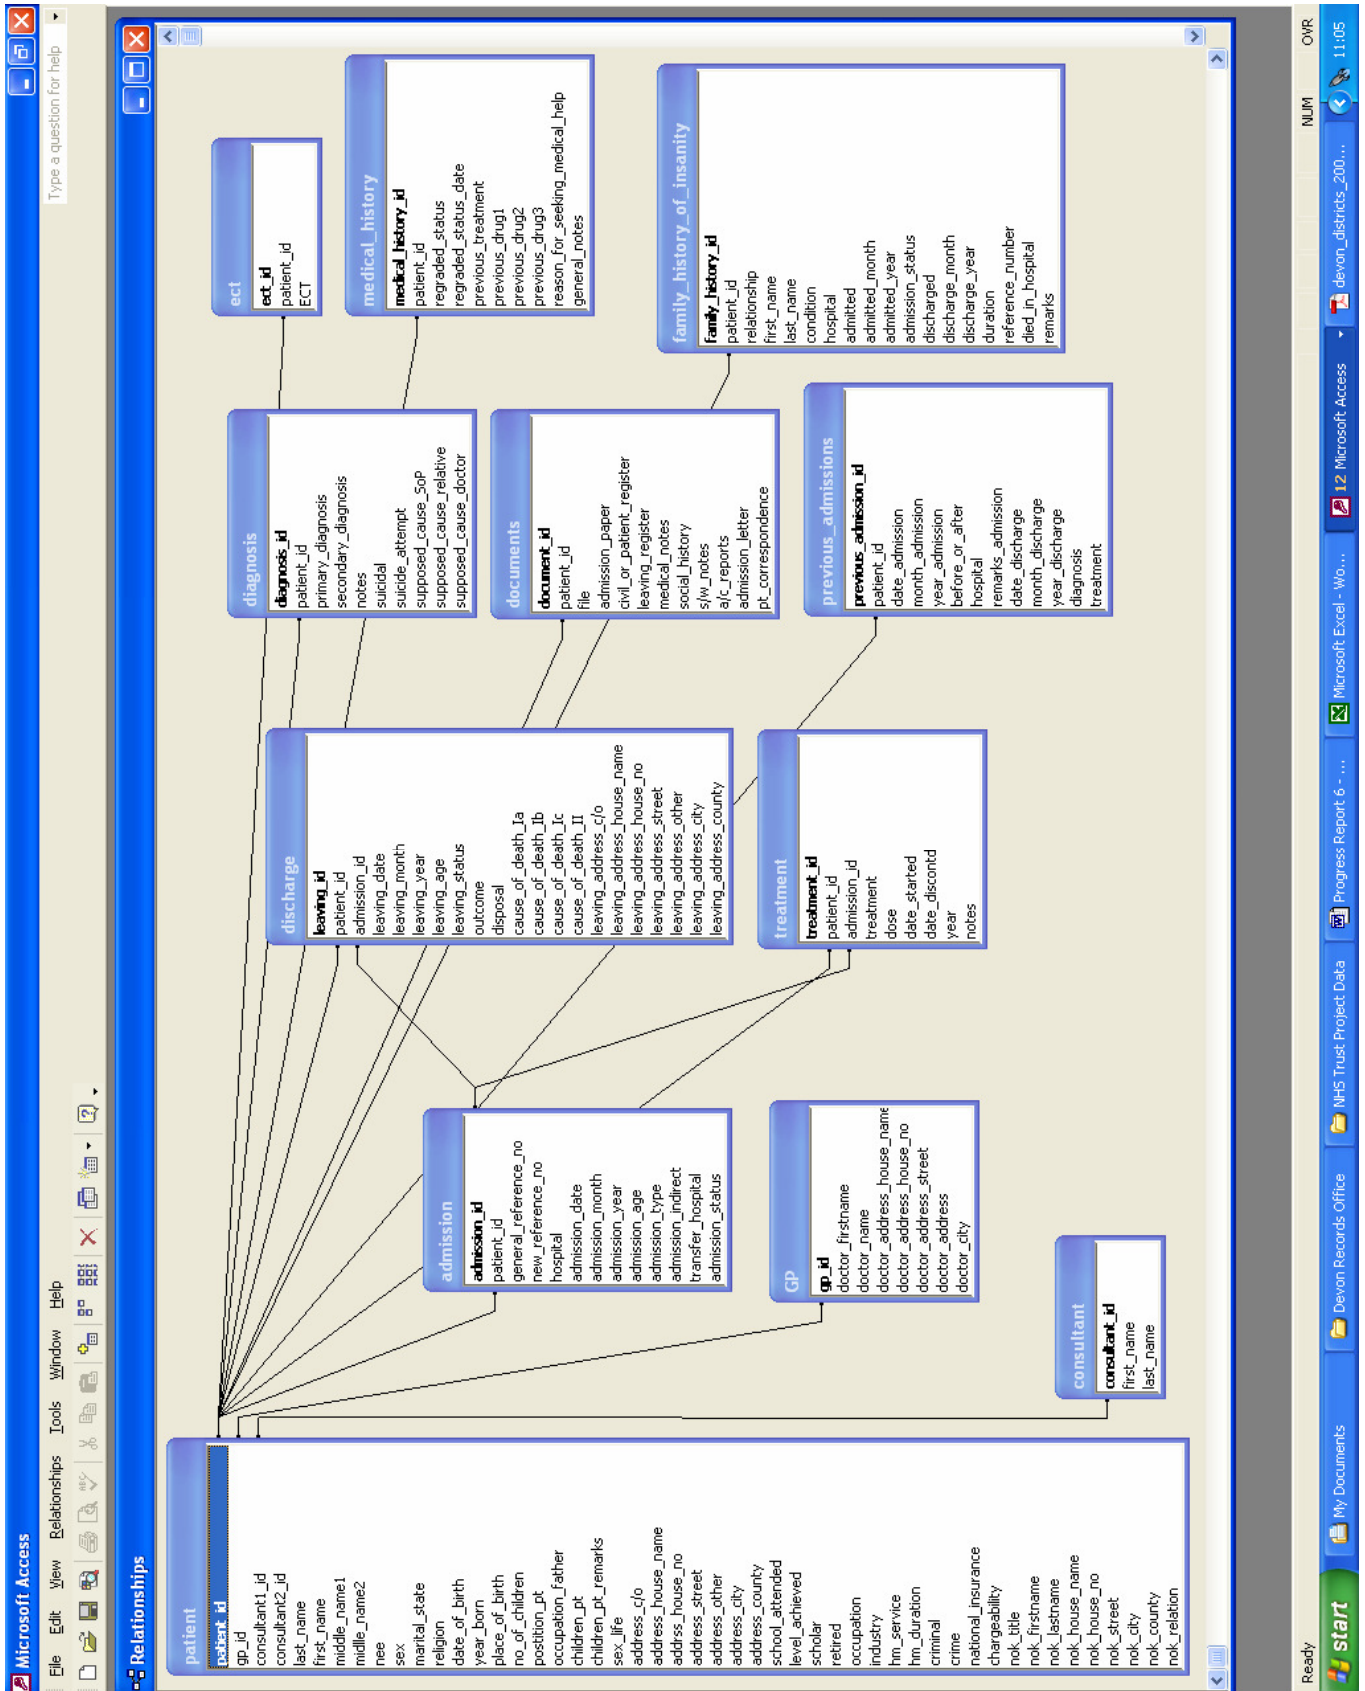 Microsoft Access
File Edit View Relationships Tools Window Help
Type a question for help
Relationships
patient
patient_id
gp_id
consultant1_id
consultant2_id
last_name
first_name
middle_name1
midlle_name2
nee
sex
marital_state
religion
date_of_birth
year_born
place_of_birth
no_of_children
postition_pt
occupation_father
children_pt
children_pt_remarks
sex_life
address_c/o
address_house_name
addrss_house_no
address_street
address_other
address_city
address_county
school_attended
level_achieved
scholar
retired
occupation
industry
hm_service
hm_duration
criminal
crime
national_insurance
chargeability
nok_title
nok_firstname
nok_lastname
nok_house_name
nok_house_no
nok_street
nok_city
nok_county
nok_relation
admission
admission_id
patient_id
general_reference_no
new_reference_no
hospital
admission_date
admission_month
admission_year
admission_age
admission_type
admission_indirect
transfer_hospital
admission_status
GP
gp_id
doctor_firstname
doctor_name
doctor_address_house_name
doctor_address_house_no
doctor_address_street
doctor_address
doctor_city
consultant
consultant_id
first_name
last_name
discharge
leaving_id
patient_id
admission_id
leaving_date
leaving_month
leaving_year
leaving_age
leaving_status
outcome
disposal
cause_of_death_Ia
cause_of_death_Ib
cause_of_death_Ic
cause_of_death_II
leaving_address_c/o
leaving_address_house_name
leaving_address_house_no
leaving_address_street
leaving_address_other
leaving_address_city
leaving_address_county
treatment
treatment_id
patient_id
admission_id
treatment
dose
date_started
date_discontd
year
notes
diagnosis
diagnosis_id
patient_id
primary_diagnosis
secondary_diagnosis
notes
suicidal
suicide_attempt
supposed_cause_SoP
supposed_cause_relative
supposed_cause_doctor
documents
document_id
patient_id
file
admission_paper
civil_or_patient_register
leaving_register
medical_notes
social_history
s/w_notes
a/c_reports
admission_letter
pt_correspondence
previous_admissions
previous_admission_id
patient_id
date_admission
month_admission
year_admission
before_or_after
hospital
remarks_admission
date_discharge
month_discharge
year_discharge
diagnosis
treatment
ect
ect_id
patient_id
ECT
medical_history
medical_history_id
patient_id
regraded_status
regraded_status_date
previous_treatment
previous_drug1
previous_drug2
previous_drug3
reason_for_seeking_medical_help
general_notes
family_history_of_insanity
family_history_id
patient_id
relationship
first_name
last_name
condition
hospital
admitted
admitted_month
admitted_year
admission_status
discharged
discharge_month
discharge_year
duration
reference_number
died_in_hospital
remarks
Ready
NUM OVR
start
My Documents
Devon Records Office
NHS Trust Project Data
Progress Report 6 - ...
Microsoft Excel - Wo...
12 Microsoft Access
devon_districts_200...
11:05